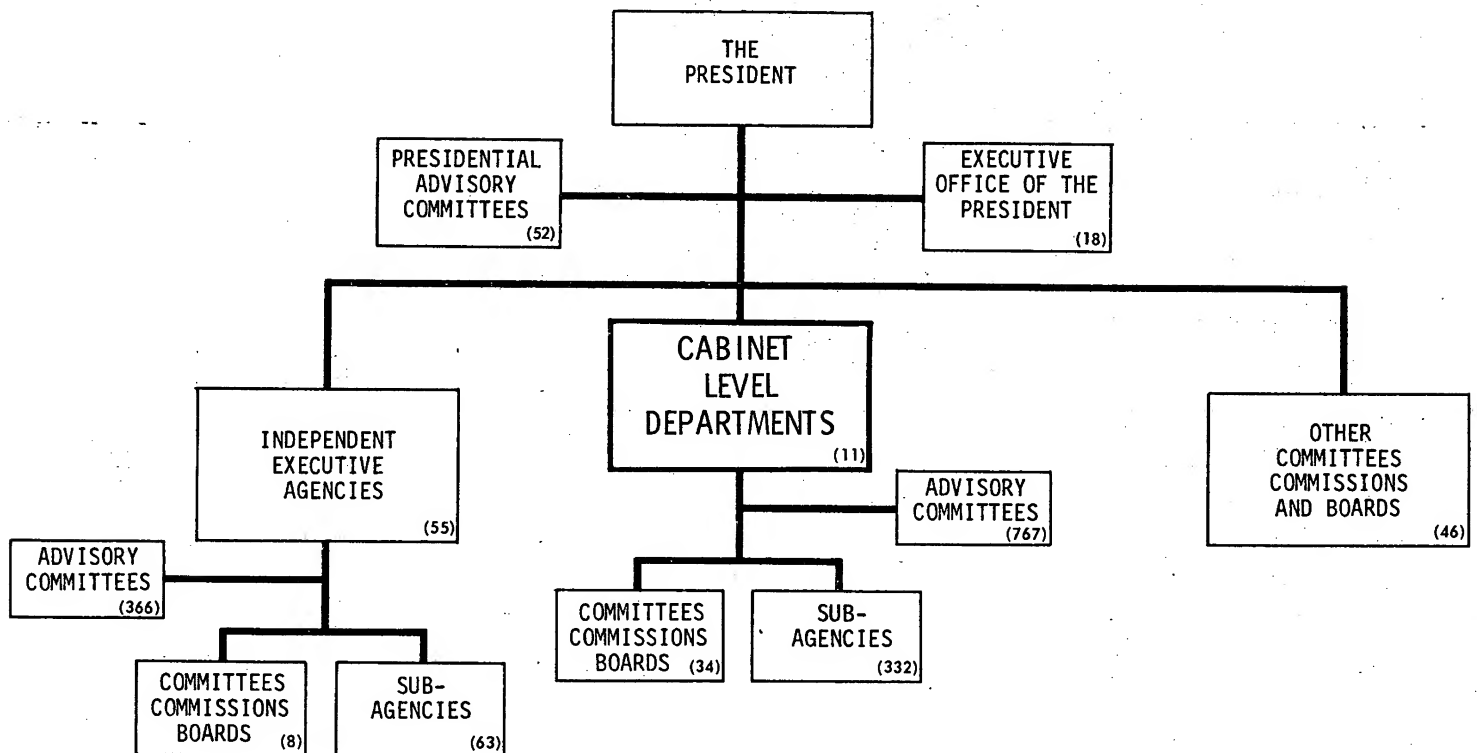 THE
PRESIDENT
PRESIDENTIAL
ADVISORY
COMMITTEES
(52)
EXECUTIVE
OFFICE OF THE
PRESIDENT
(18)
CABINET
LEVEL
DEPARTMENTS
(11)
INDEPENDENT
EXECUTIVE
AGENCIES
(55)
OTHER
COMMITTEES
COMMISSIONS
AND BOARDS
(46)
ADVISORY
COMMITTEES
(767)
ADVISORY
COMMITTEES
(366)
COMMITTEES
COMMISSIONS
BOARDS (34)
SUB-
AGENCIES
(332)
COMMITTEES
COMMISSIONS
BOARDS (8)
SUB-
AGENCIES
(63)